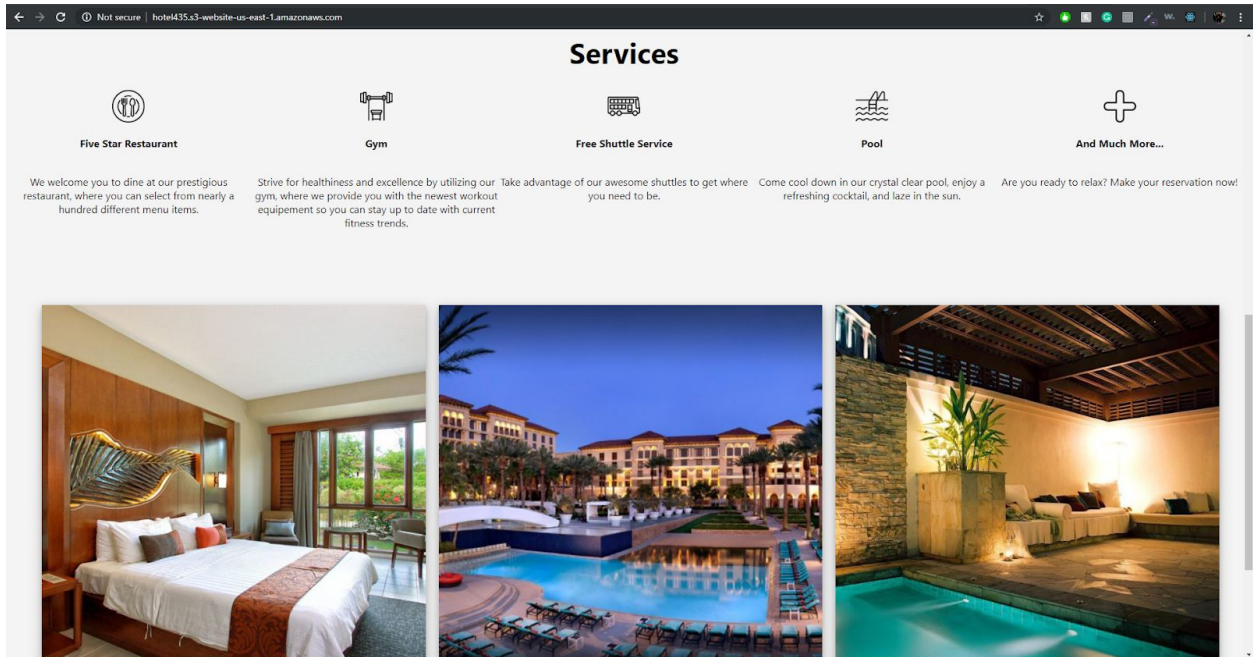 Not secure | hotel435.s3-website-us-east-1.amazonaws.com
Services
Five Star Restaurant
Gym
Free Shuttle Service
Pool
And Much More...
We welcome you to dine at our prestigious
restaurant, where you can select from nearly a
hundred different menu items.
Strive for healthiness and excellence by utilizing our
gym, where we provide you with the newest workout
equipement so you can stay up to date with current
fitness trends.
Take advantage of our awesome shuttles to get where
you need to be.
Come cool down in our crystal clear pool, enjoy a
refreshing cocktail, and laze in the sun.
Are you ready to relax? Make your reservation now!